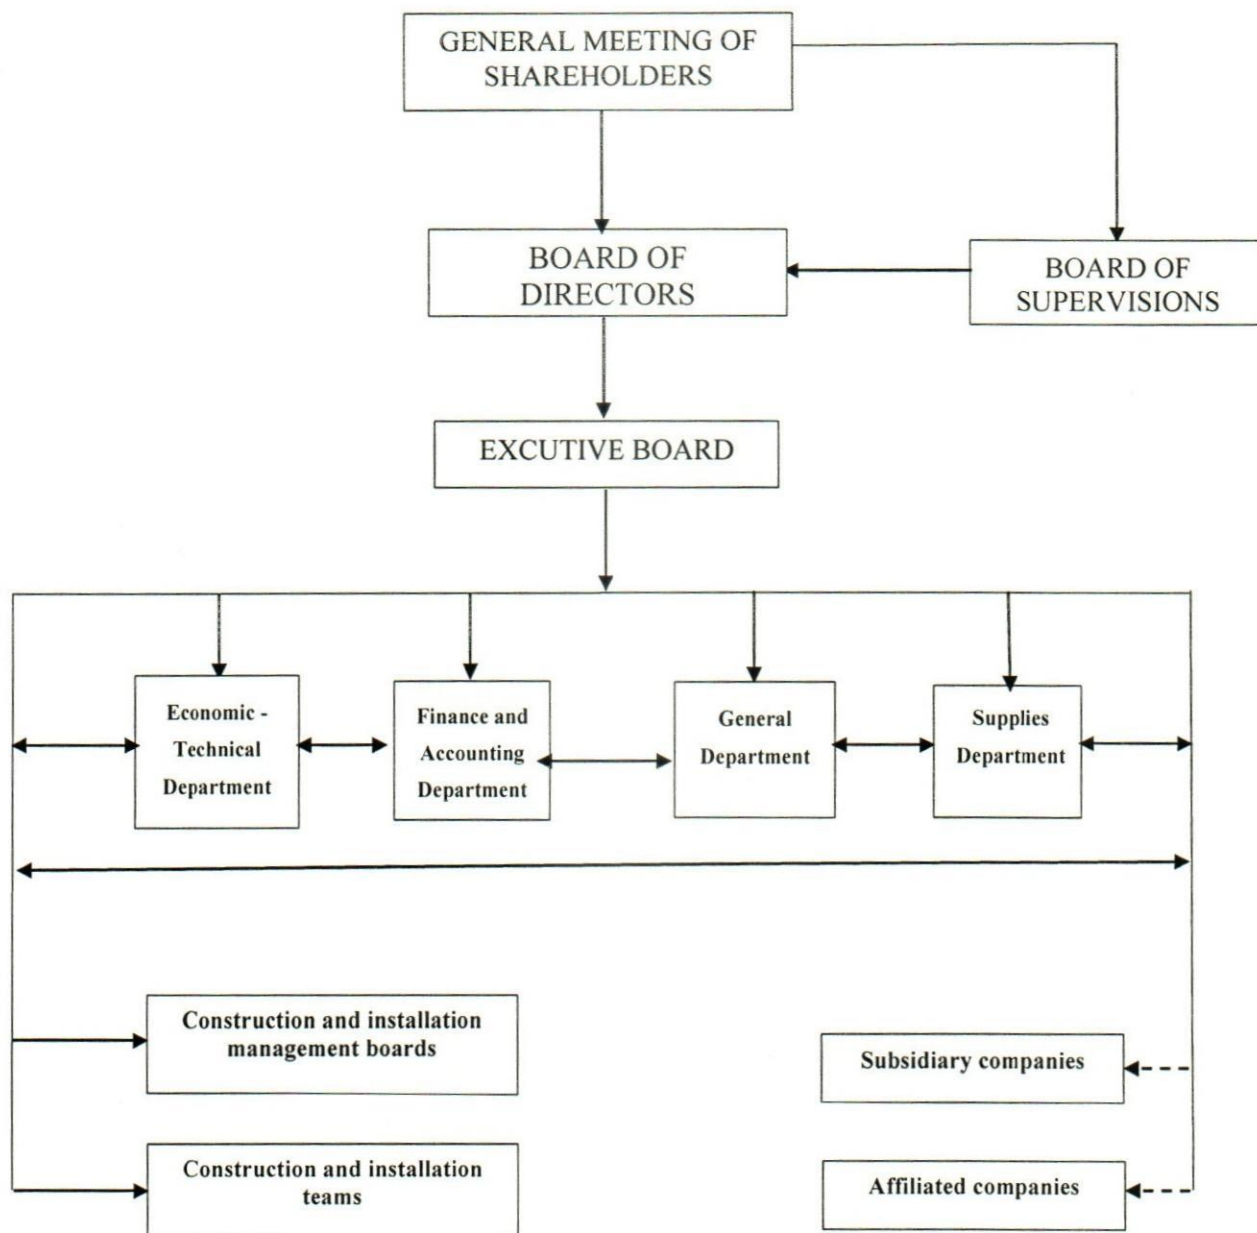 GENERAL MEETING OF
SHAREHOLDERS
BOARD OF
DIRECTORS
BOARD OF
SUPERVISIONS
EXCUTIVE BOARD
Economic -
Technical
Department
Finance and
Accounting
Department
General
Department
Supplies
Department
Construction and installation
management boards
Subsidiary companies
Construction and installation
teams
Affiliated companies